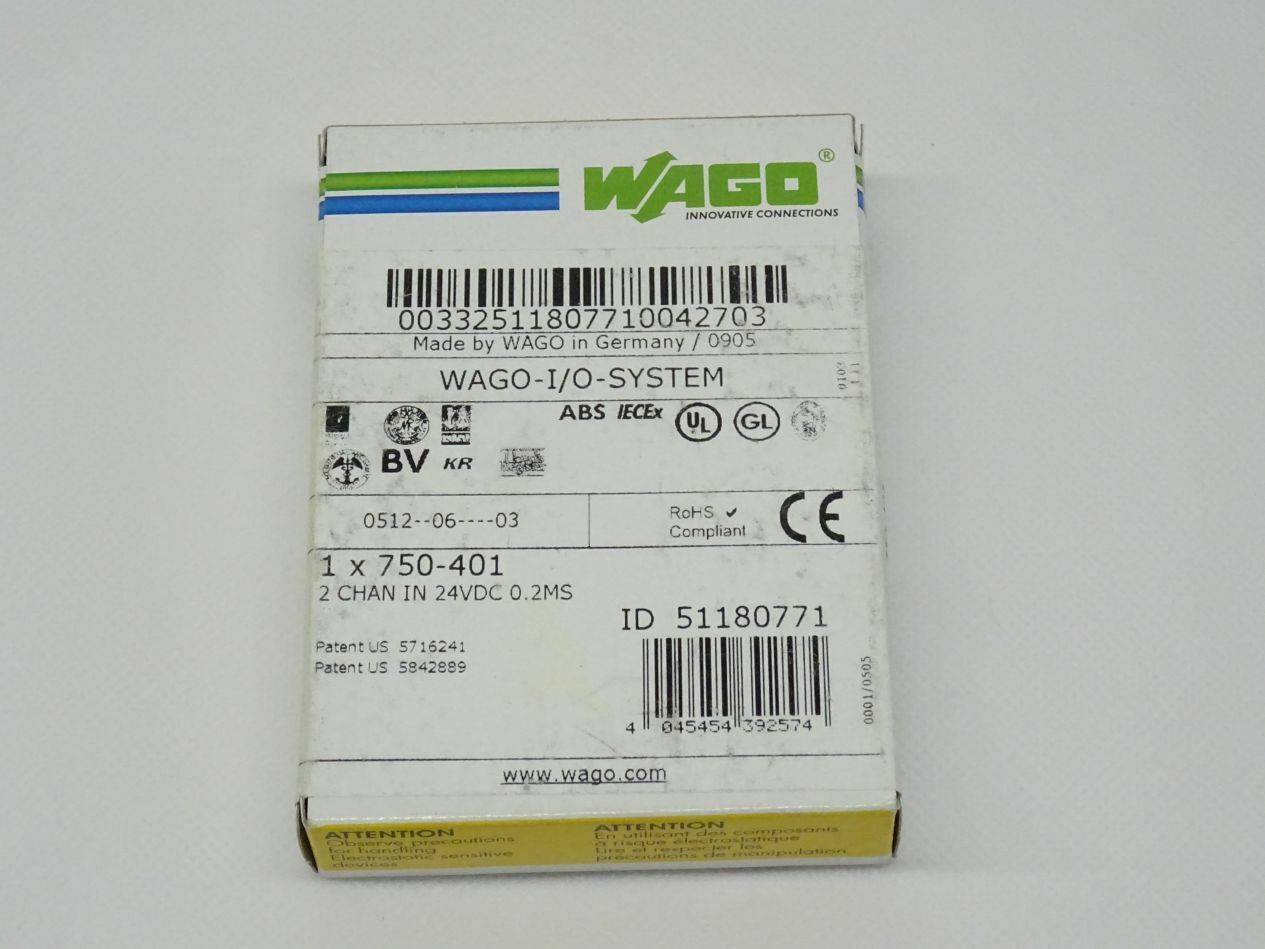 WAGO®
INNOVATIVE CONNECTIONS
00332511807710042703
Made by WAGO in Germany / 0905
WAGO-I/O-SYSTEM
ABS IECEx UL GL
BV KR
0512--06----03
RoHS ✓
Compliant
CE
1 x 750-401
2 CHAN IN 24VDC 0.2MS
ID 51180771
Patent US 5716241
Patent US 5842889
4 045454 392574
0001/0505
www.wago.com
ATTENTION
Observe precautions
for handling
Electrostatic sensitive
devices
ATTENTION
En utilisant des composants
à risque électrostatique
Lire et respecter les
précautions de manipulation